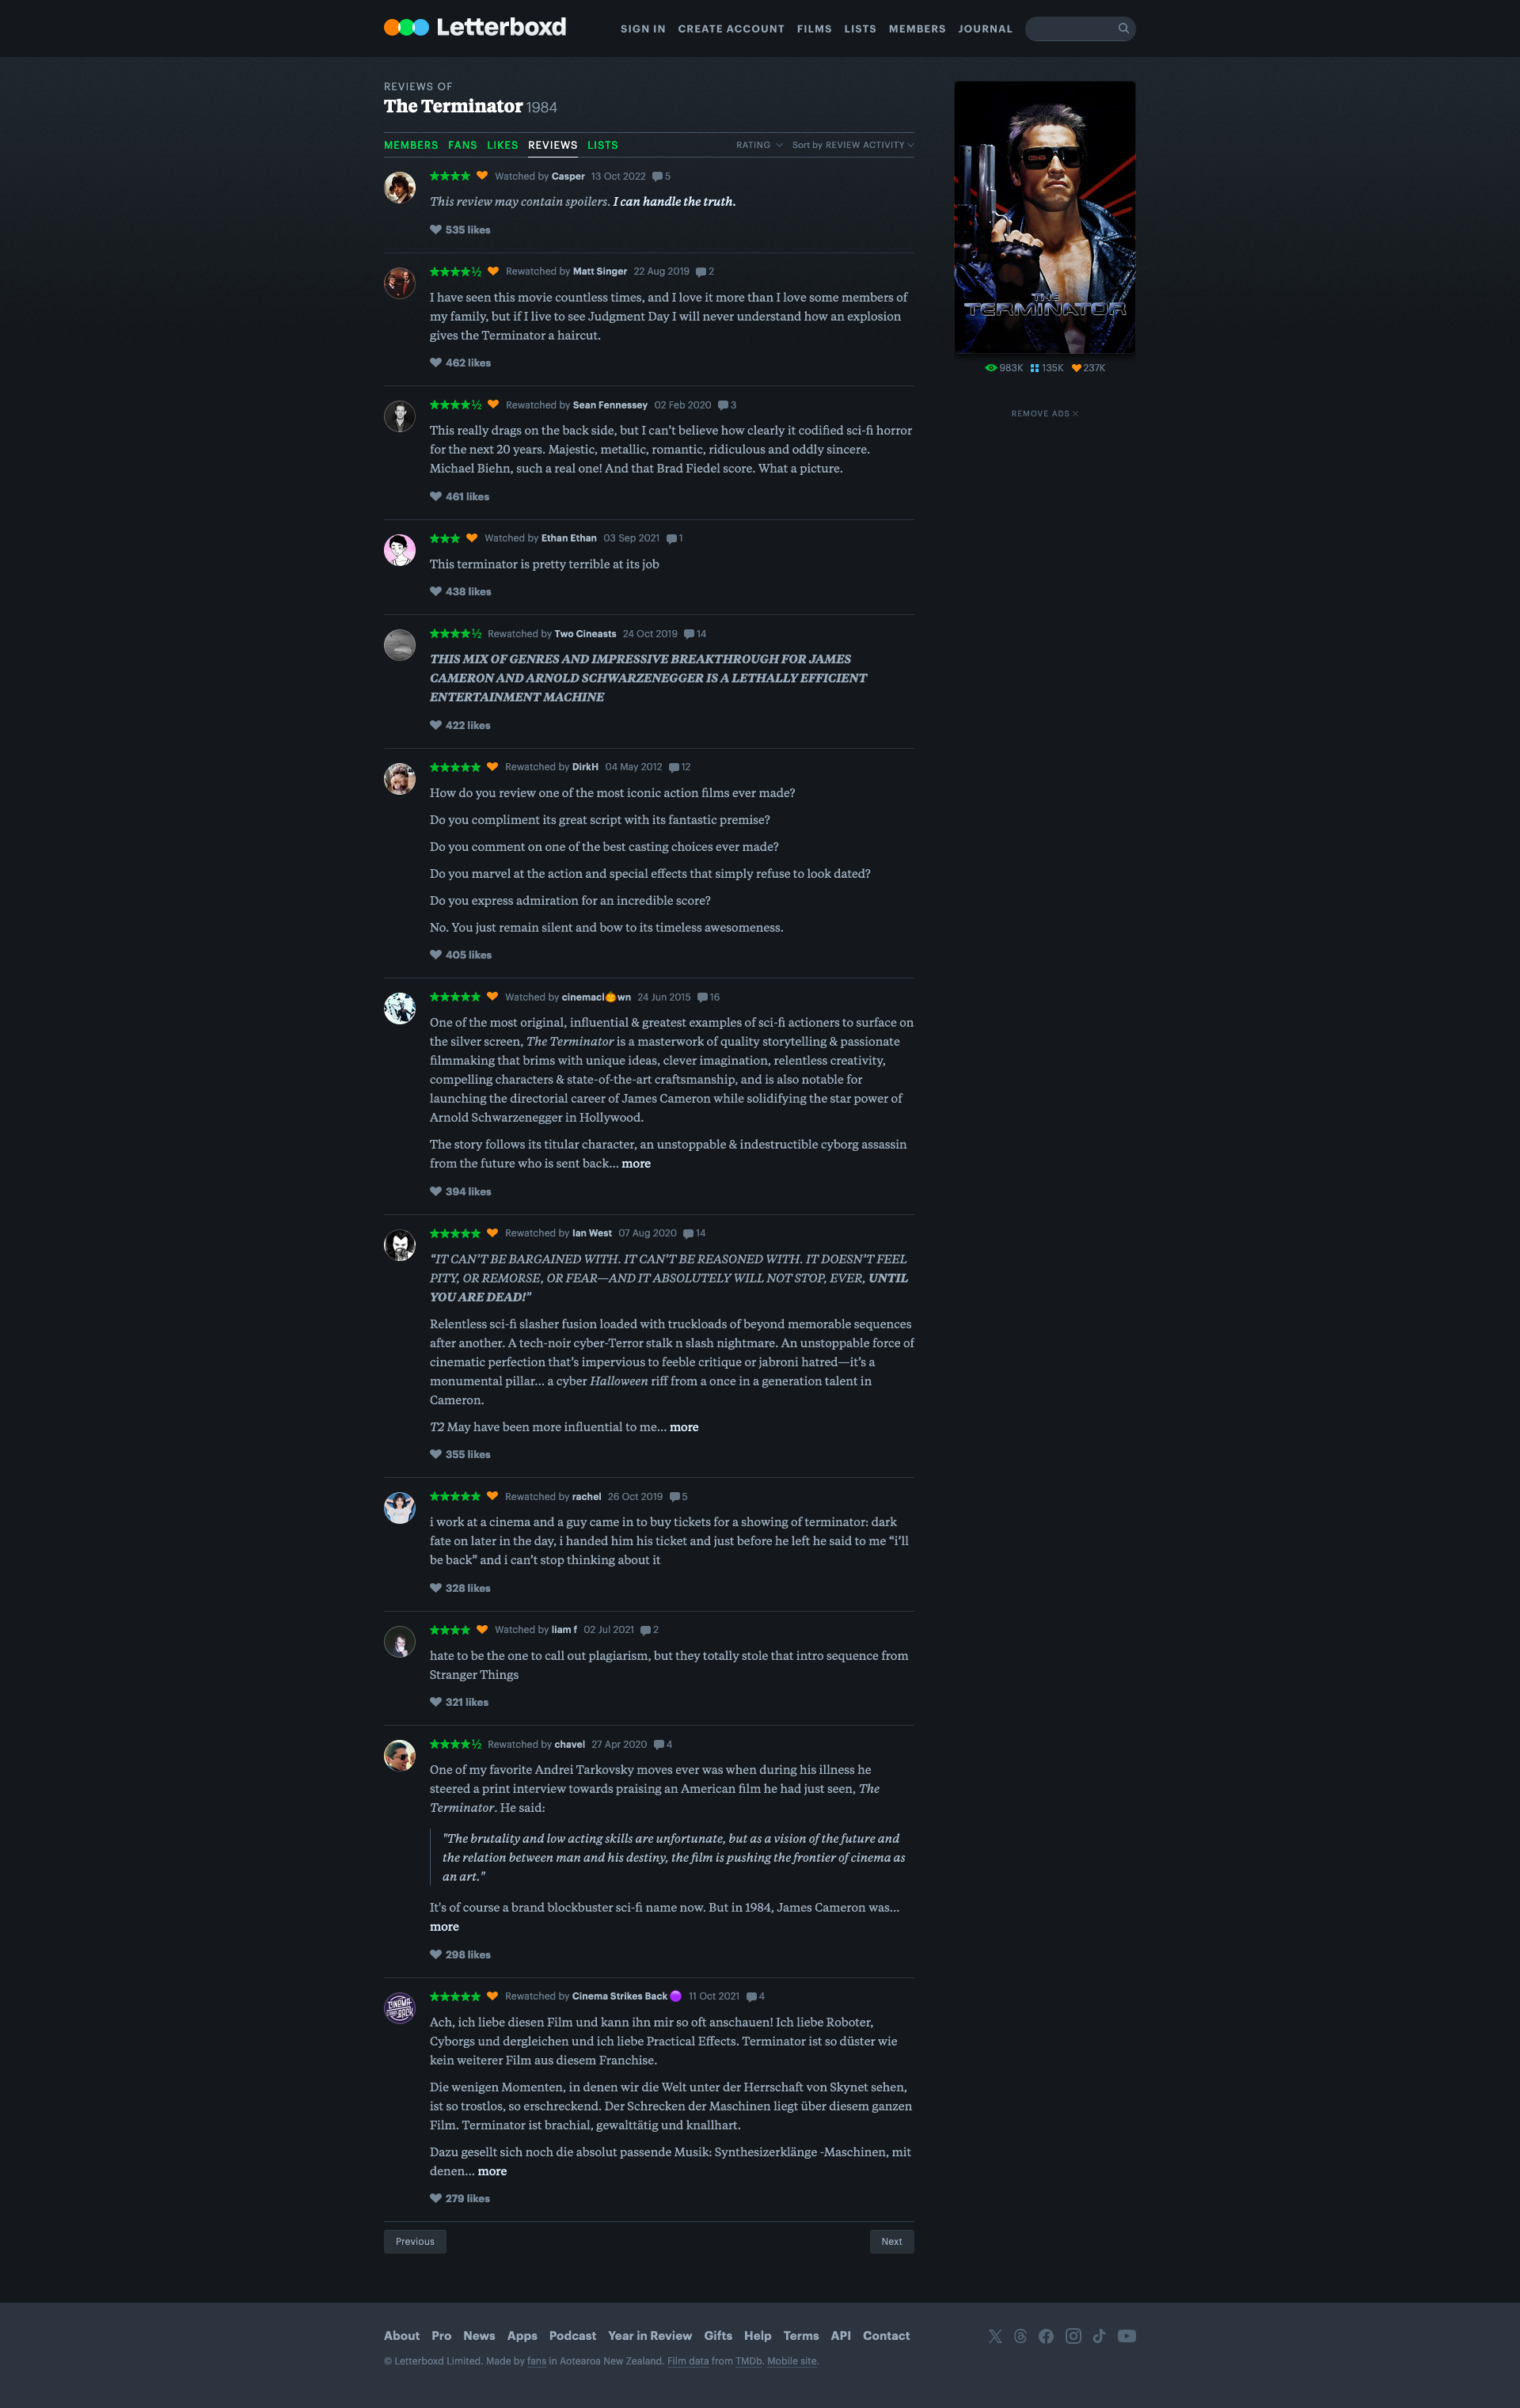 Letterboxd
SIGN IN CREATE ACCOUNT FILMS LISTS MEMBERS JOURNAL
REVIEWS OF
The Terminator 1984
MEMBERS FANS LIKES REVIEWS LISTS RATING Sort by REVIEW ACTIVITY
★★★★ Watched by Casper 13 Oct 2022 5
This review may contain spoilers. I can handle the truth.
535 likes
★★★★½ Rewatched by Matt Singer 22 Aug 2019 2
I have seen this movie countless times, and I love it more than I love some members of
my family, but if I live to see Judgment Day I will never understand how an explosion
gives the Terminator a haircut.
462 likes
★★★★½ Rewatched by Sean Fennessey 02 Feb 2020 3
This really drags on the back side, but I can’t believe how clearly it codified sci-fi horror
for the next 20 years. Majestic, metallic, romantic, ridiculous and oddly sincere.
Michael Biehn, such a real one! And that Brad Fiedel score. What a picture.
461 likes
★★★ Watched by Ethan Ethan 03 Sep 2021 1
This terminator is pretty terrible at its job
438 likes
★★★★½ Rewatched by Two Cineasts 24 Oct 2019 14
THIS MIX OF GENRES AND IMPRESSIVE BREAKTHROUGH FOR JAMES
CAMERON AND ARNOLD SCHWARZENEGGER IS A LETHALLY EFFICIENT
ENTERTAINMENT MACHINE
422 likes
★★★★★ Rewatched by DirkH 04 May 2012 12
How do you review one of the most iconic action films ever made?
Do you compliment its great script with its fantastic premise?
Do you comment on one of the best casting choices ever made?
Do you marvel at the action and special effects that simply refuse to look dated?
Do you express admiration for an incredible score?
No. You just remain silent and bow to its timeless awesomeness.
405 likes
★★★★★ Watched by cinemacl🎃wn 24 Jun 2015 16
One of the most original, influential & greatest examples of sci-fi actioners to surface on
the silver screen, The Terminator is a masterwork of quality storytelling & passionate
filmmaking that brims with unique ideas, clever imagination, relentless creativity,
compelling characters & state-of-the-art craftsmanship, and is also notable for
launching the directorial career of James Cameron while solidifying the star power of
Arnold Schwarzenegger in Hollywood.
The story follows its titular character, an unstoppable & indestructible cyborg assassin
from the future who is sent back… more
394 likes
★★★★★ Rewatched by Ian West 07 Aug 2020 14
“IT CAN’T BE BARGAINED WITH. IT CAN’T BE REASONED WITH. IT DOESN’T FEEL
PITY, OR REMORSE, OR FEAR—AND IT ABSOLUTELY WILL NOT STOP, EVER, UNTIL
YOU ARE DEAD!”
Relentless sci-fi slasher fusion loaded with truckloads of beyond memorable sequences
after another. A tech-noir cyber-Terror stalk n slash nightmare. An unstoppable force of
cinematic perfection that’s impervious to feeble critique or jabroni hatred—it’s a
monumental pillar… a cyber Halloween riff from a once in a generation talent in
Cameron.
T2 May have been more influential to me… more
355 likes
★★★★★ Rewatched by rachel 26 Oct 2019 5
i work at a cinema and a guy came in to buy tickets for a showing of terminator: dark
fate on later in the day, i handed him his ticket and just before he left he said to me “i’ll
be back” and i can’t stop thinking about it
328 likes
★★★★ Watched by liam f 02 Jul 2021 2
hate to be the one to call out plagiarism, but they totally stole that intro sequence from
Stranger Things
321 likes
★★★★½ Rewatched by chavel 27 Apr 2020 4
One of my favorite Andrei Tarkovsky moves ever was when during his illness he
steered a print interview towards praising an American film he had just seen, The
Terminator. He said:
"The brutality and low acting skills are unfortunate, but as a vision of the future and
the relation between man and his destiny, the film is pushing the frontier of cinema as
an art."
It's of course a brand blockbuster sci-fi name now. But in 1984, James Cameron was…
more
298 likes
★★★★★ Rewatched by Cinema Strikes Back 🟣 11 Oct 2021 4
Ach, ich liebe diesen Film und kann ihn mir so oft anschauen! Ich liebe Roboter,
Cyborgs und dergleichen und ich liebe Practical Effects. Terminator ist so düster wie
kein weiterer Film aus diesem Franchise.
Die wenigen Momenten, in denen wir die Welt unter der Herrschaft von Skynet sehen,
ist so trostlos, so erschreckend. Der Schrecken der Maschinen liegt über diesem ganzen
Film. Terminator ist brachial, gewalttätig und knallhart.
Dazu gesellt sich noch die absolut passende Musik: Synthesizerklänge -Maschinen, mit
denen… more
279 likes
Previous Next
THE
TERMINATOR
983K 135K 237K
REMOVE ADS
CINEMA
STRIKES
BACK
About Pro News Apps Podcast Year in Review Gifts Help Terms API Contact
© Letterboxd Limited. Made by fans in Aotearoa New Zealand. Film data from TMDb. Mobile site.